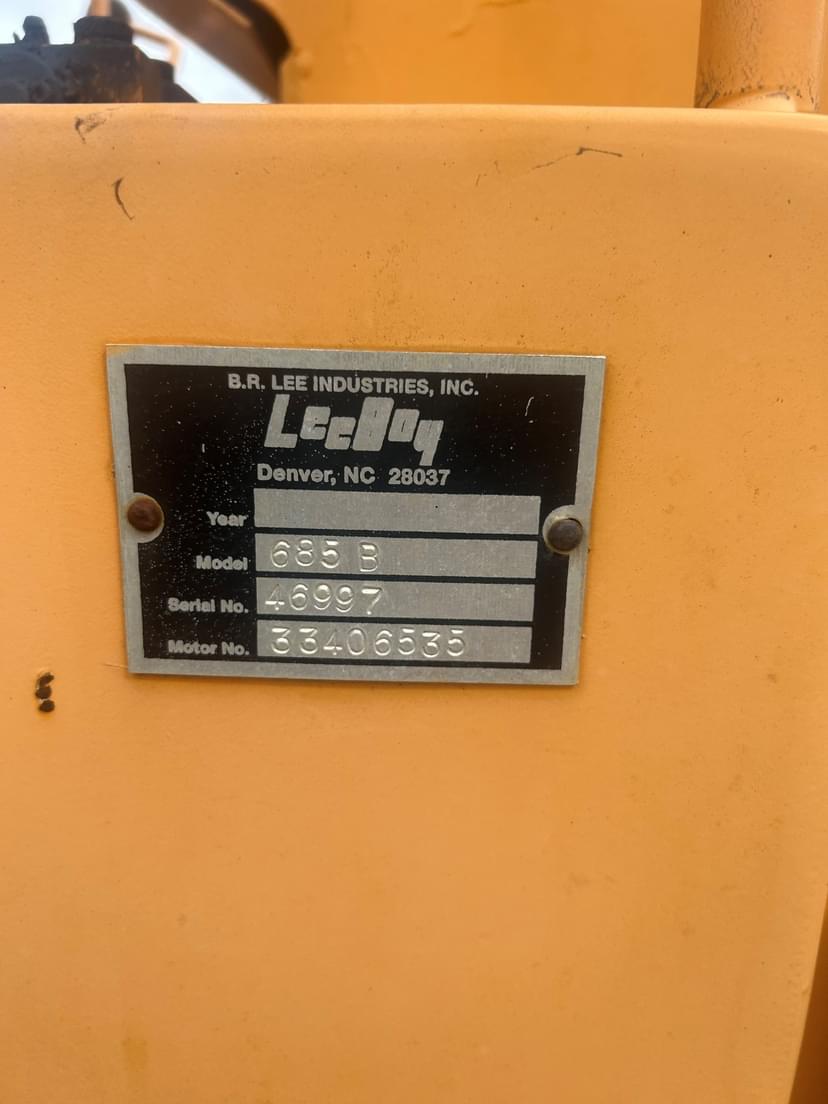 B.R. LEE INDUSTRIES, INC.
LeeBoy
Denver, NC 28037
Year
Model 685 B
Serial No. 46997
Motor No. 33406535